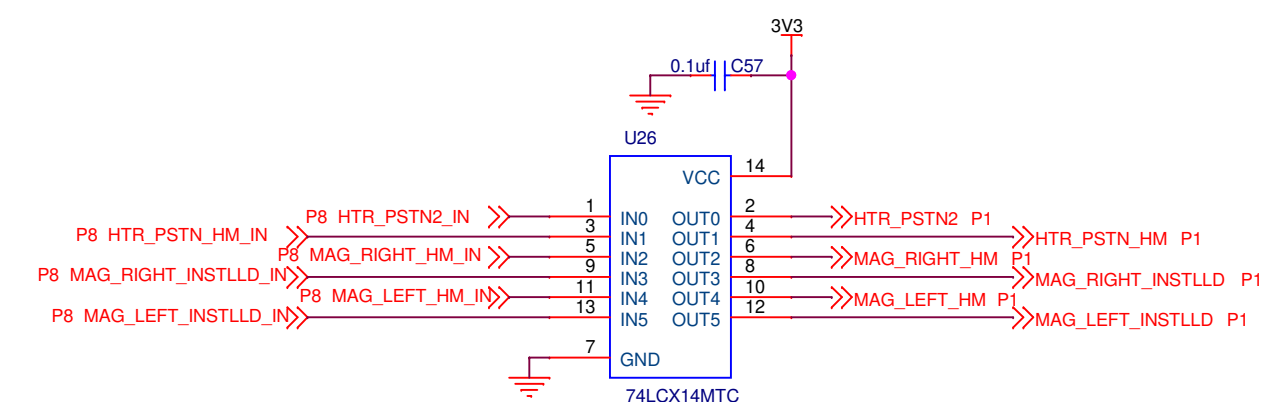 3V3
0.1uf C57
U26
VCC 14
P8 HTR_PSTN2_IN 1 IN0 OUT0 2 HTR_PSTN2 P1
P8 HTR_PSTN_HM_IN 3 IN1 OUT1 4 HTR_PSTN_HM P1
P8 MAG_RIGHT_HM_IN 5 IN2 OUT2 6 MAG_RIGHT_HM P1
P8 MAG_RIGHT_INSTLLD_IN 9 IN3 OUT3 8 MAG_RIGHT_INSTLLD P1
P8 MAG_LEFT_HM_IN 11 IN4 OUT4 10 MAG_LEFT_HM P1
P8 MAG_LEFT_INSTLLD_IN 13 IN5 OUT5 12 MAG_LEFT_INSTLLD P1
7 GND
74LCX14MTC